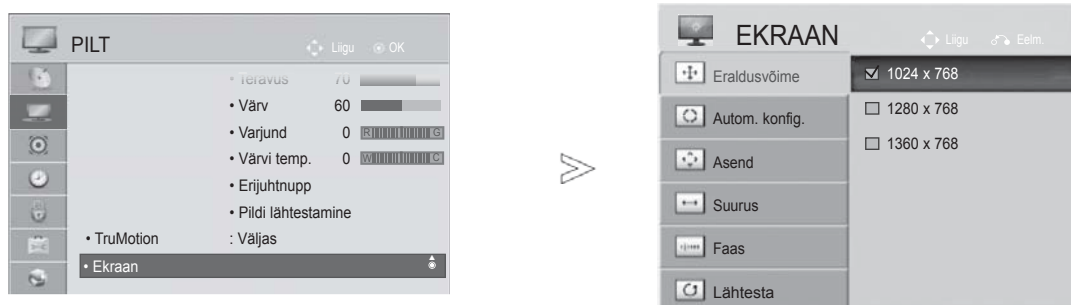 PILT
Liigu OK
• Teravus 70
• Värv 60
• Varjund 0 R G
• Värvi temp. 0 W C
• Erijuhtnupp
• Pildi lähtestamine
• TruMotion : Väljas
• Ekraan
EKRAAN
Liigu Eelm.
Eraldusvõime
Autom. konfig.
Asend
Suurus
Faas
Lähtesta
1024 x 768
1280 x 768
1360 x 768